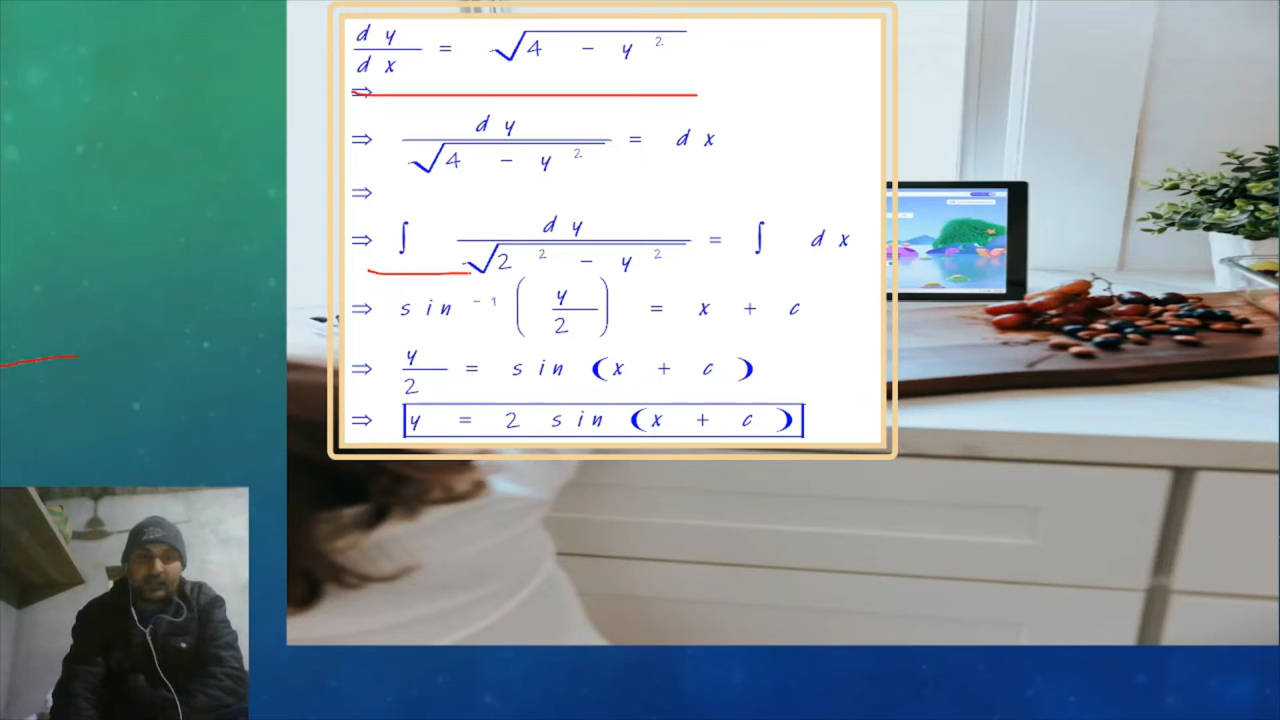 dy/dx = √(4 - y²)
⇒
⇒ dy/√(4 - y²) = dx
⇒
⇒ ∫ dy/√(2² - y²) = ∫ dx
⇒ sin⁻¹ (y/2) = x + c
⇒ y/2 = sin (x + c)
⇒ y = 2 sin (x + c)